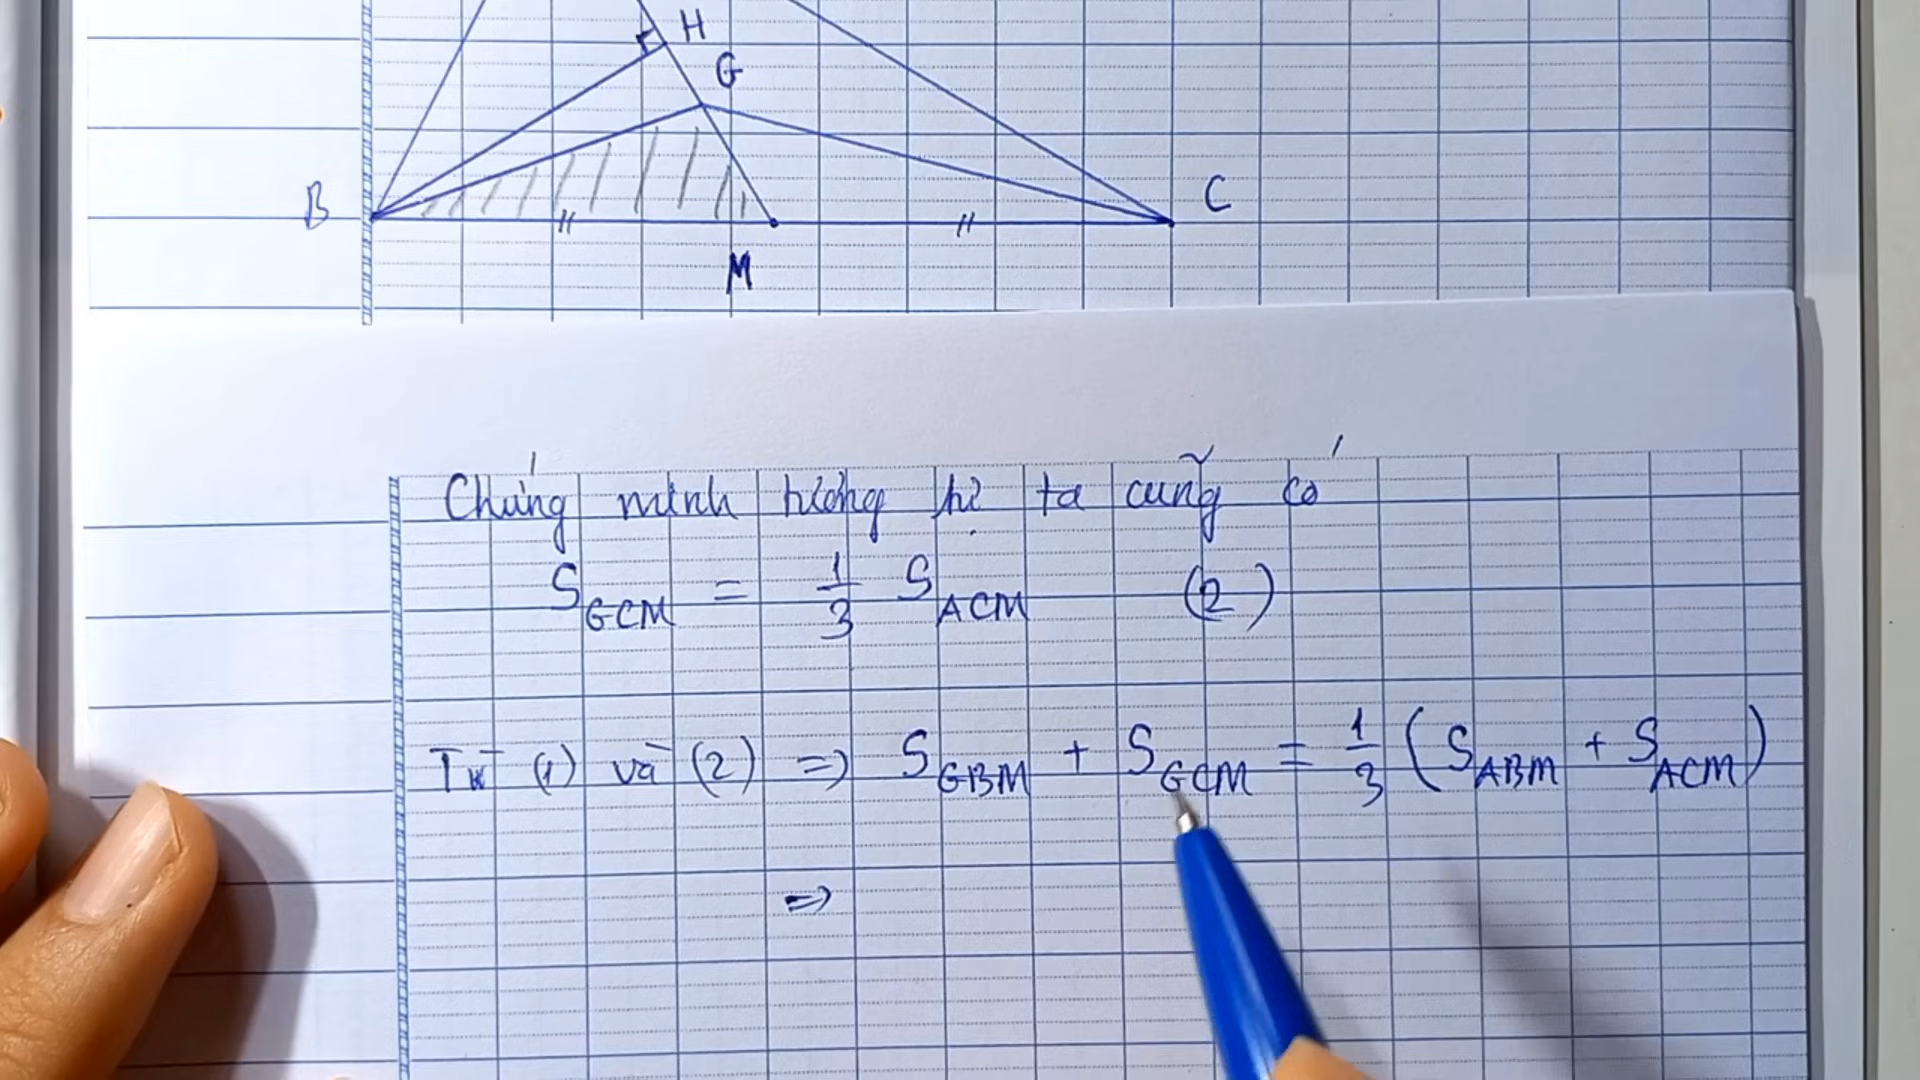 H
G
B
C
M
Chứng minh tương tự ta cũng có
S_GCM = 1/3 S_ACM (2)
Từ (1) và (2) => S_GBM + S_GCM = 1/3 (S_ABM + S_ACM)
=>